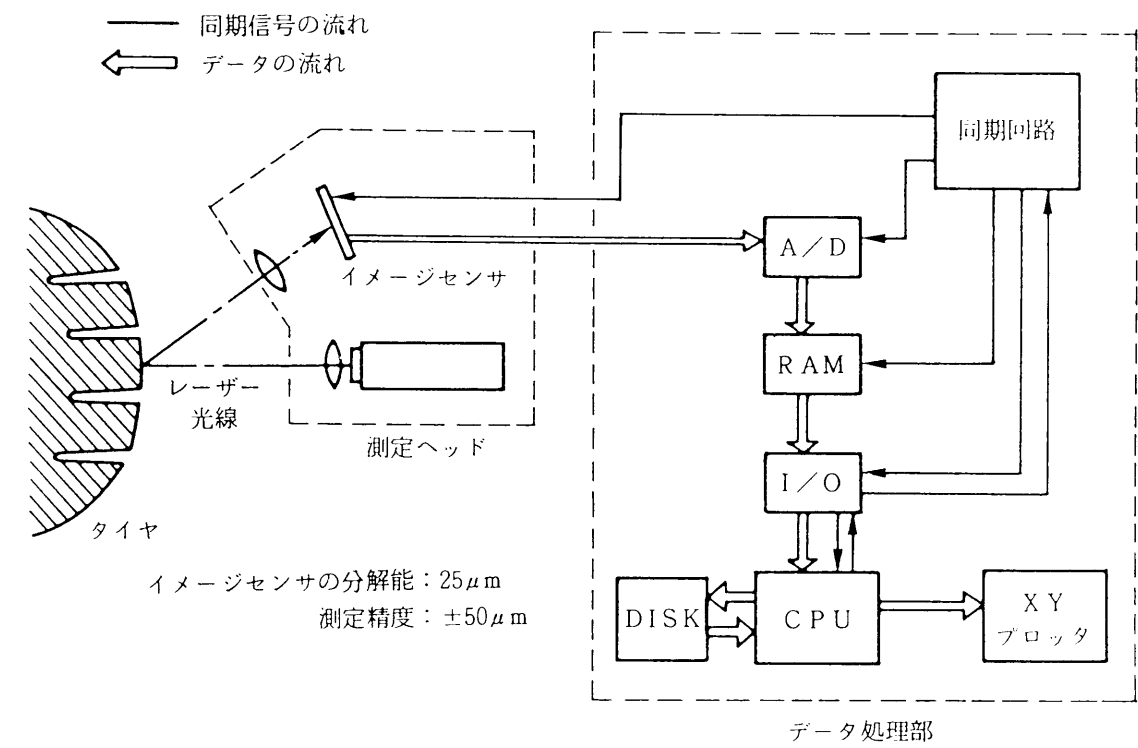 同期信号の流れ
データの流れ
同期回路
イメージセンサ
A/D
RAM
レーザー
光線
測定ヘッド
I/O
タイヤ
イメージセンサの分解能：25μm
測定精度：±50μm
DISK
CPU
XY
プロッタ
データ処理部